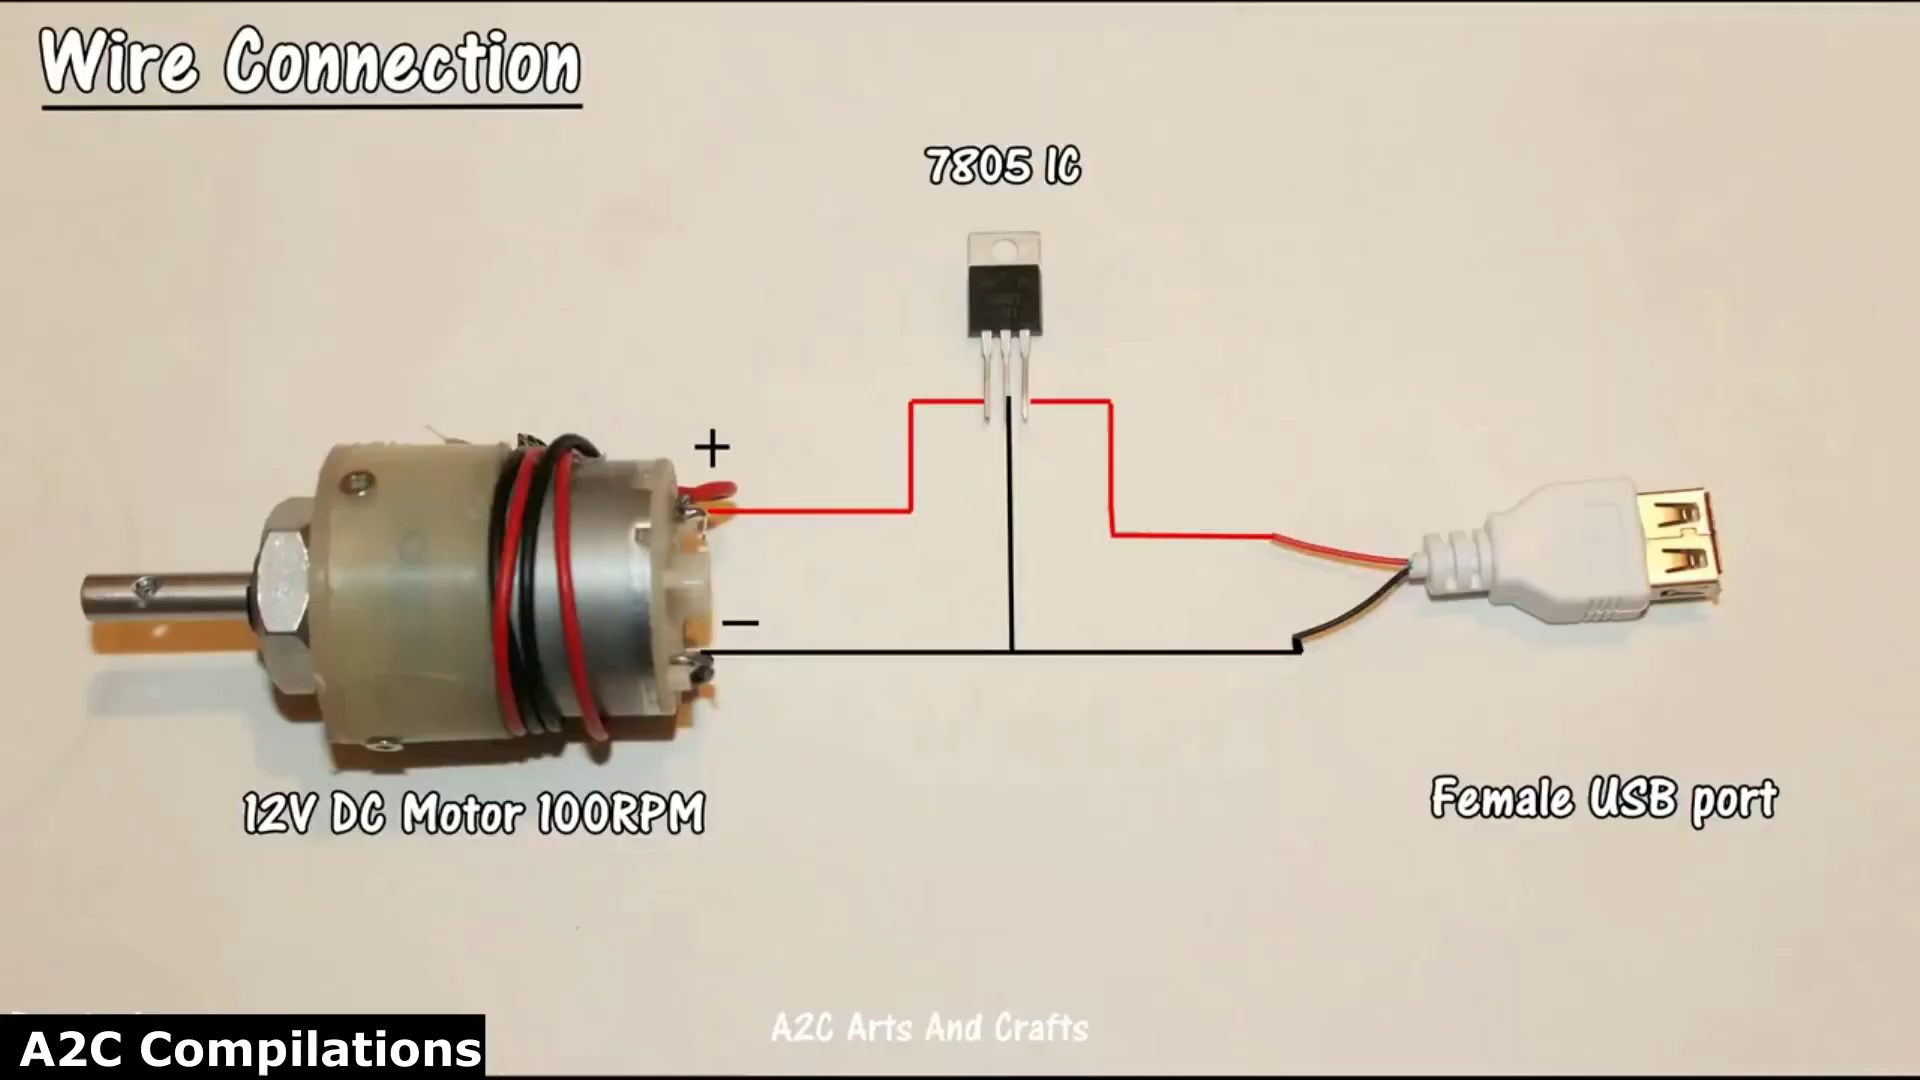 Wire Connection
7805 IC
+
−
12V DC Motor 100RPM
Female USB port
A2C Arts And Crafts
A2C Compilations